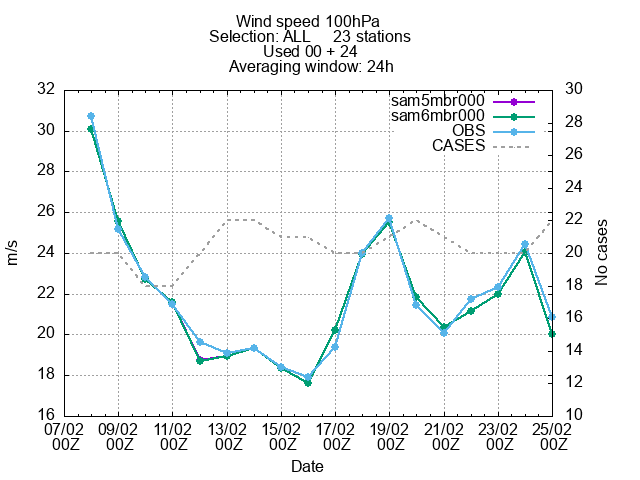 Wind speed 100hPa
Selection: ALL     23 stations
Used 00 + 24
Averaging window: 24h
32
30
28
26
24
22
20
18
16
m/s
30
28
26
24
22
20
18
16
14
12
10
No cases
sam5mbr000
sam6mbr000
OBS
CASES
07/02 09/02 11/02 13/02 15/02 17/02 19/02 21/02 23/02 25/02
00Z 00Z 00Z 00Z 00Z 00Z 00Z 00Z 00Z 00Z
Date